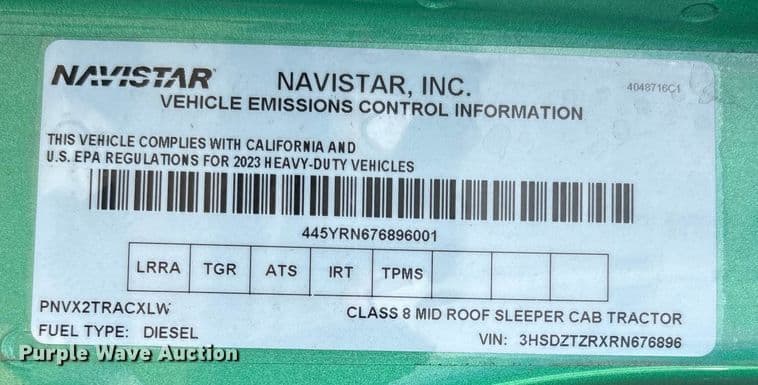 NAVISTAR
NAVISTAR, INC.
4048716C1
VEHICLE EMISSIONS CONTROL INFORMATION
THIS VEHICLE COMPLIES WITH CALIFORNIA AND
U.S. EPA REGULATIONS FOR 2023 HEAVY-DUTY VEHICLES
445YRN676896001
LRRA TGR ATS IRT TPMS
PNVX2TRACXLW
CLASS 8 MID ROOF SLEEPER CAB TRACTOR
FUEL TYPE: DIESEL
VIN: 3HSDZTZRXRN676896
Purple Wave Auction